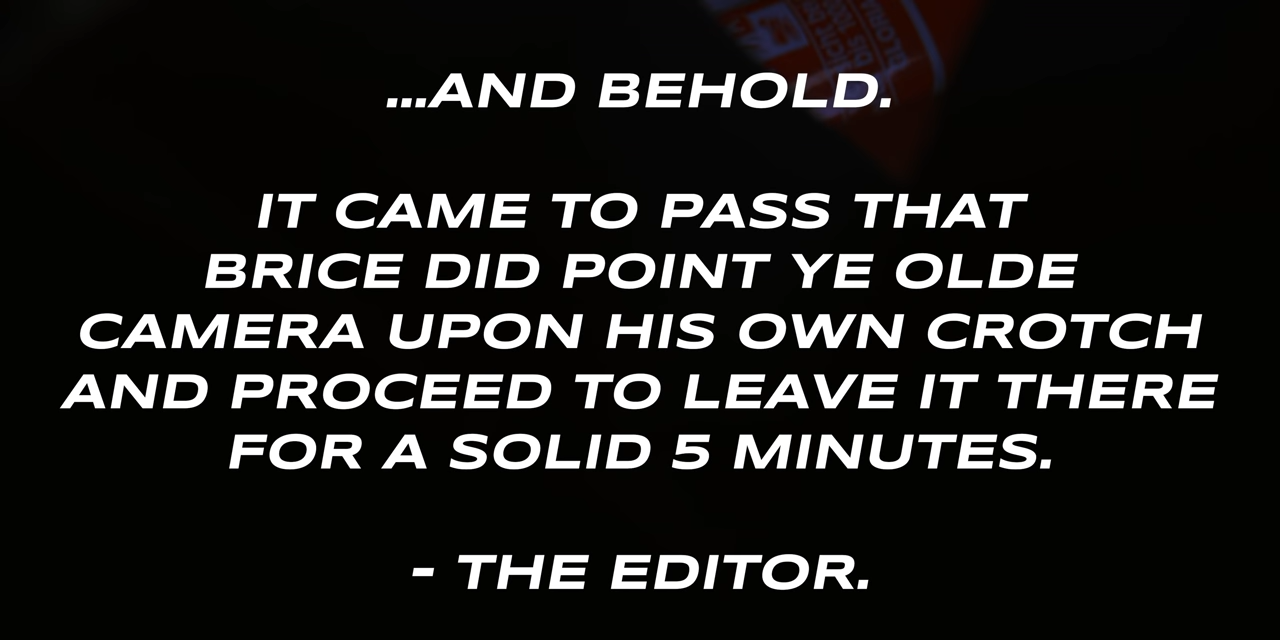 ...AND BEHOLD.
IT CAME TO PASS THAT
BRICE DID POINT YE OLDE
CAMERA UPON HIS OWN CROTCH
AND PROCEED TO LEAVE IT THERE
FOR A SOLID 5 MINUTES.
- THE EDITOR.